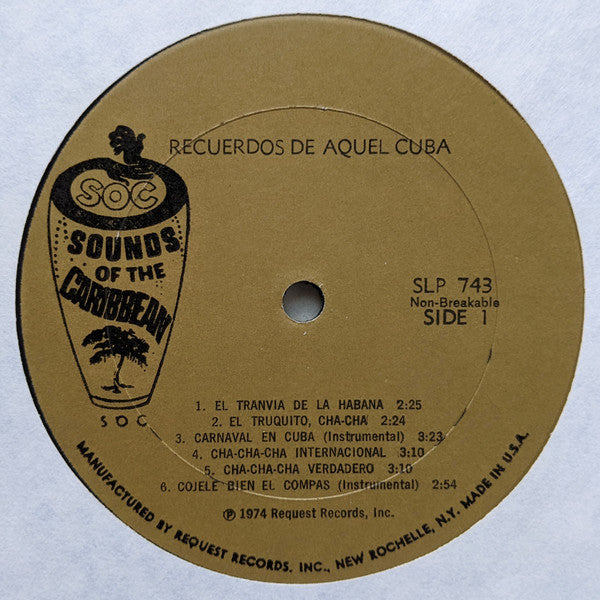 RECUERDOS DE AQUEL CUBA
SOC
SOUNDS
OF THE
CARIBBEAN
SOC
SLP 743
Non-Breakable
SIDE 1
1. EL TRANVIA DE LA HABANA 2:25
2. EL TRUQUITO, CHA-CHA 2:24
3. CARNAVAL EN CUBA (Instrumental) 3:23
4. CHA-CHA-CHA INTERNACIONAL 3:10
5. CHA-CHA-CHA VERDADERO 3:10
6. COJELE BIEN EL COMPAS (Instrumental) 2:54
℗ 1974 Request Records, Inc.
MANUFACTURED BY REQUEST RECORDS. INC., NEW ROCHELLE, N.Y. MADE IN U.S.A.